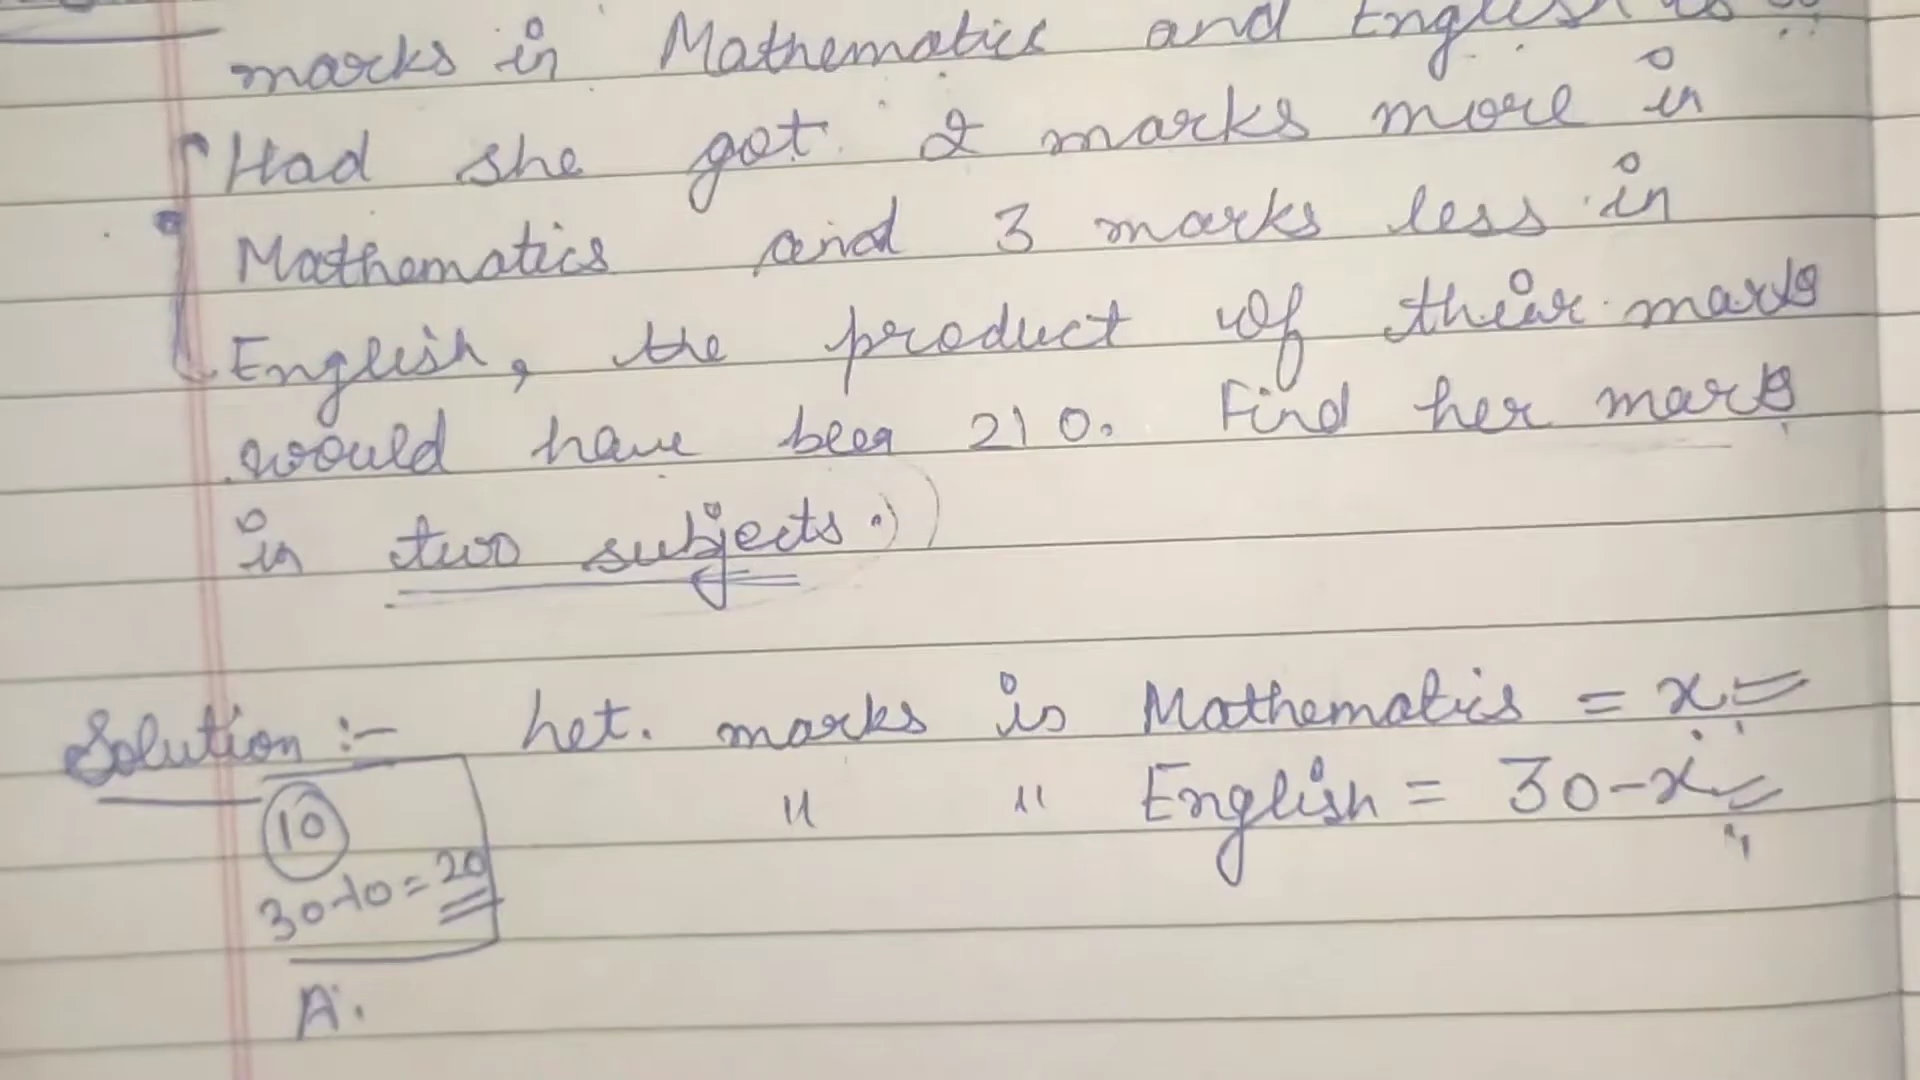 marks in Mathematics and English is
Had she got 2 marks more in
Mathematics and 3 marks less in
English, the product of their marks
would have been 210. Find her marks
in two subjects.)
Solution :- let. marks is Mathematics = x
" " English = 30-x
10
30-10 = 20
A.